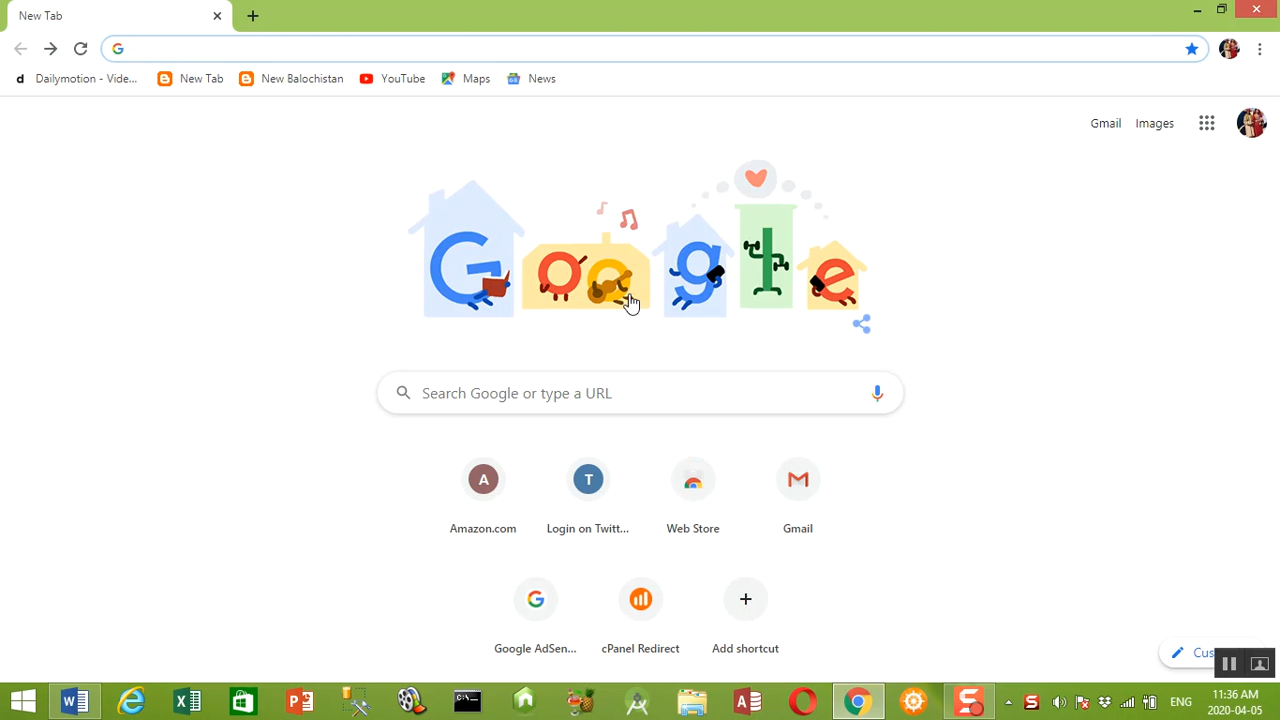 New Tab
Dailymotion - Vide...
New Tab
New Balochistan
YouTube
Maps
News
Gmail
Images
Google
Search Google or type a URL
Amazon.com
Login on Twitt...
Web Store
Gmail
Google AdSen...
cPanel Redirect
Add shortcut
Cus
ENG
11:36 AM
2020-04-05